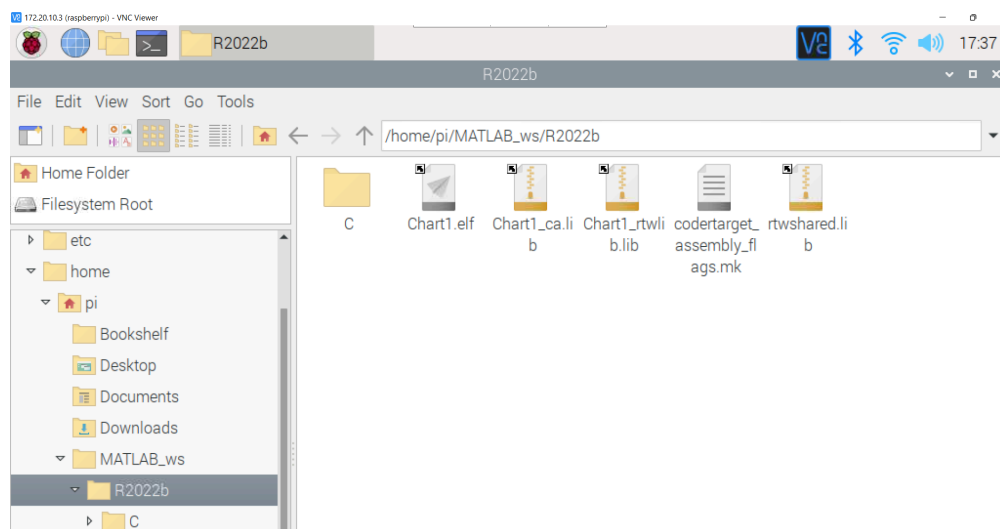 172.20.10.3 (raspberrypi) - VNC Viewer
R2022b
17:37
R2022b
File Edit View Sort Go Tools
/home/pi/MATLAB_ws/R2022b
Home Folder
Filesystem Root
etc
home
pi
Bookshelf
Desktop
Documents
Downloads
MATLAB_ws
R2022b
C
C
Chart1.elf
Chart1_ca.li
b
Chart1_rtwli
b.lib
codertarget_
assembly_fl
ags.mk
rtwshared.li
b